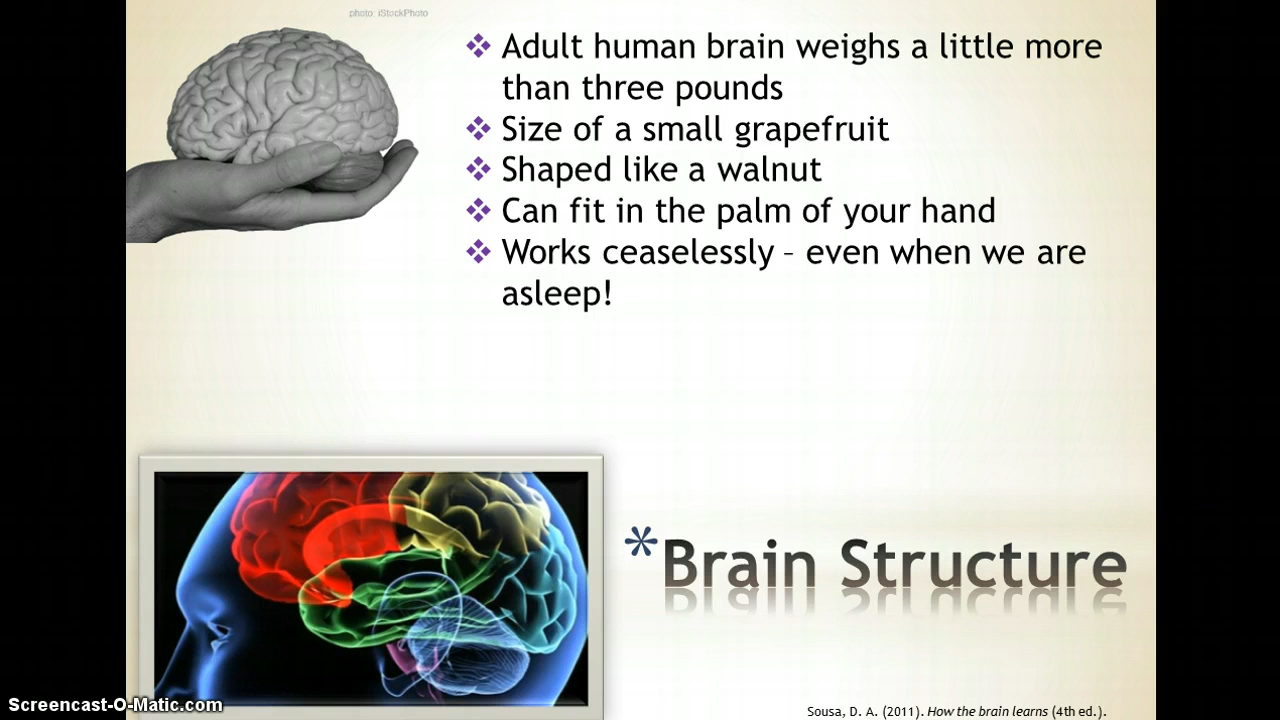 photo: iStockPhoto
❖ Adult human brain weighs a little more
than three pounds
❖ Size of a small grapefruit
❖ Shaped like a walnut
❖ Can fit in the palm of your hand
❖ Works ceaselessly – even when we are
asleep!
*Brain Structure
Screencast-O-Matic.com
Sousa, D. A. (2011). How the brain learns (4th ed.).